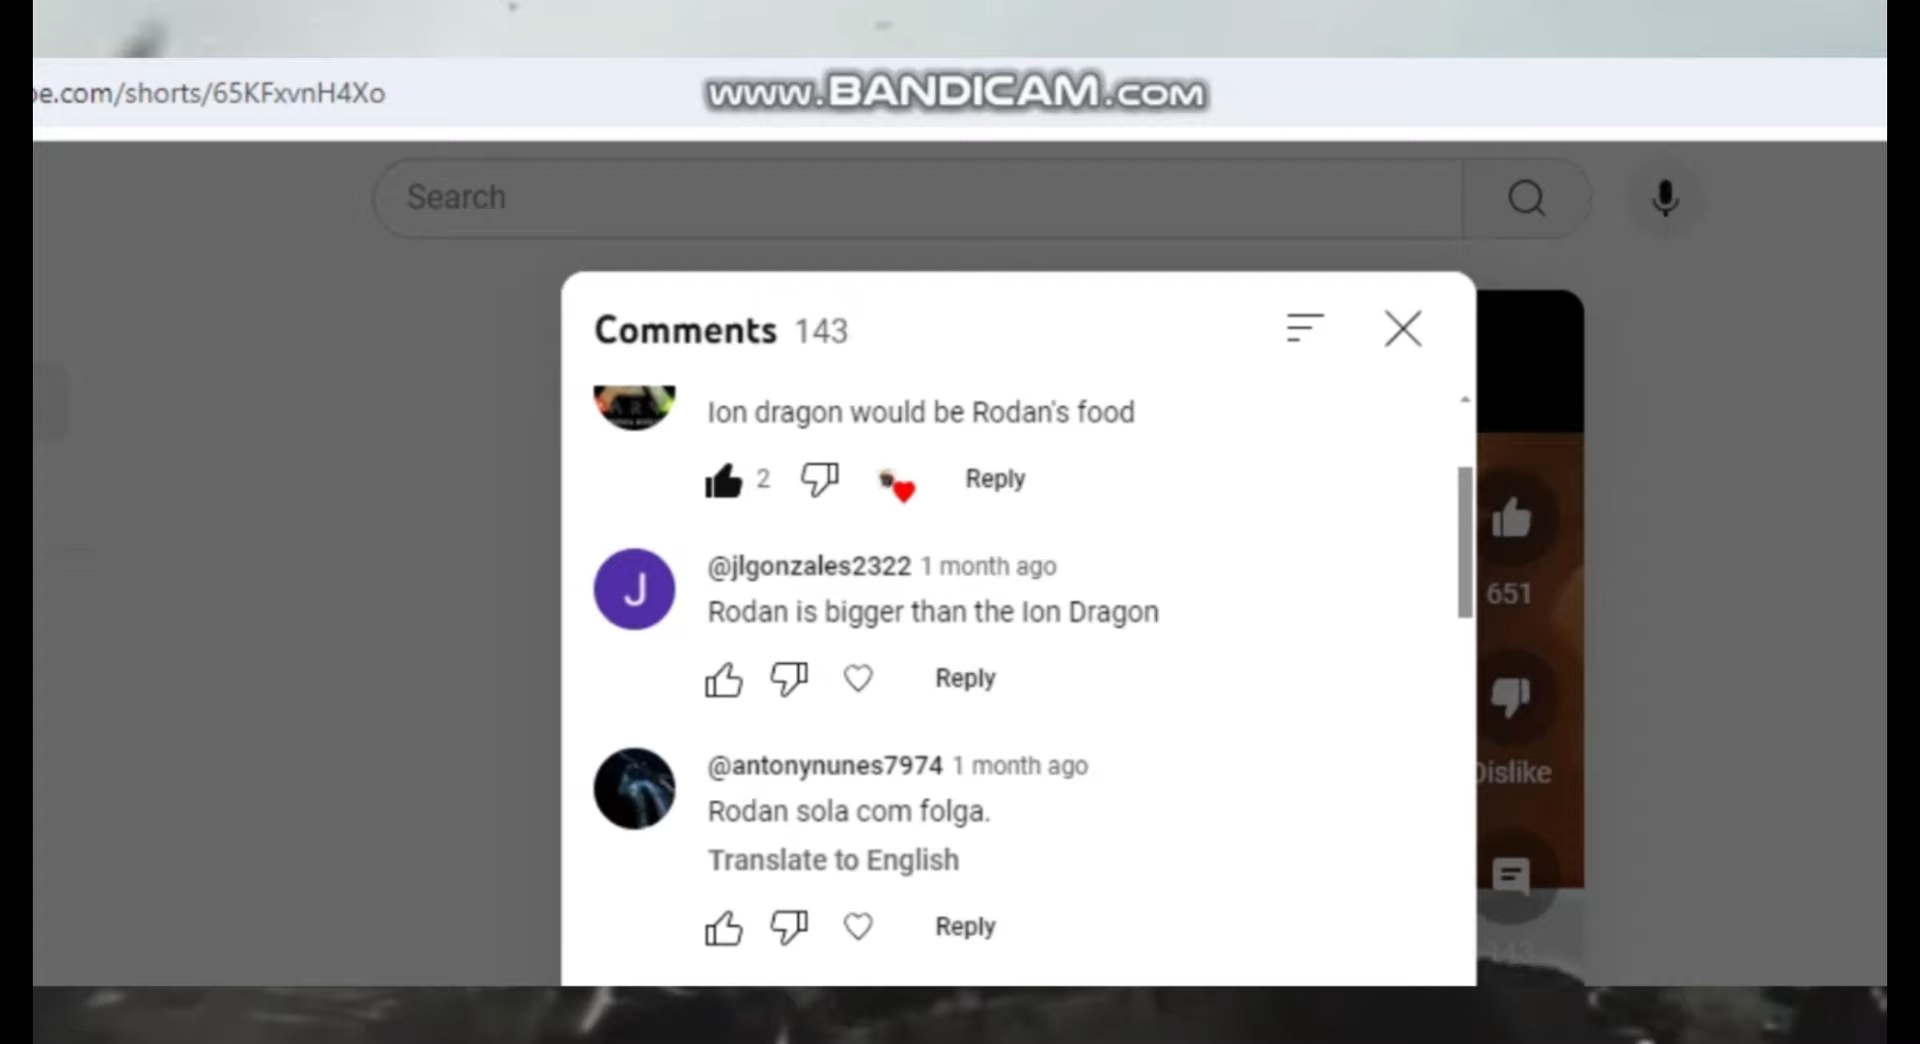 be.com/shorts/65KFxvnH4Xo
www.BANDICAM.com
Search
Comments 143
Ion dragon would be Rodan's food
2 Reply
J
@jlgonzales2322 1 month ago
Rodan is bigger than the Ion Dragon
651
Reply
@antonynunes7974 1 month ago
Dislike
Rodan sola com folga.
Translate to English
Reply
143